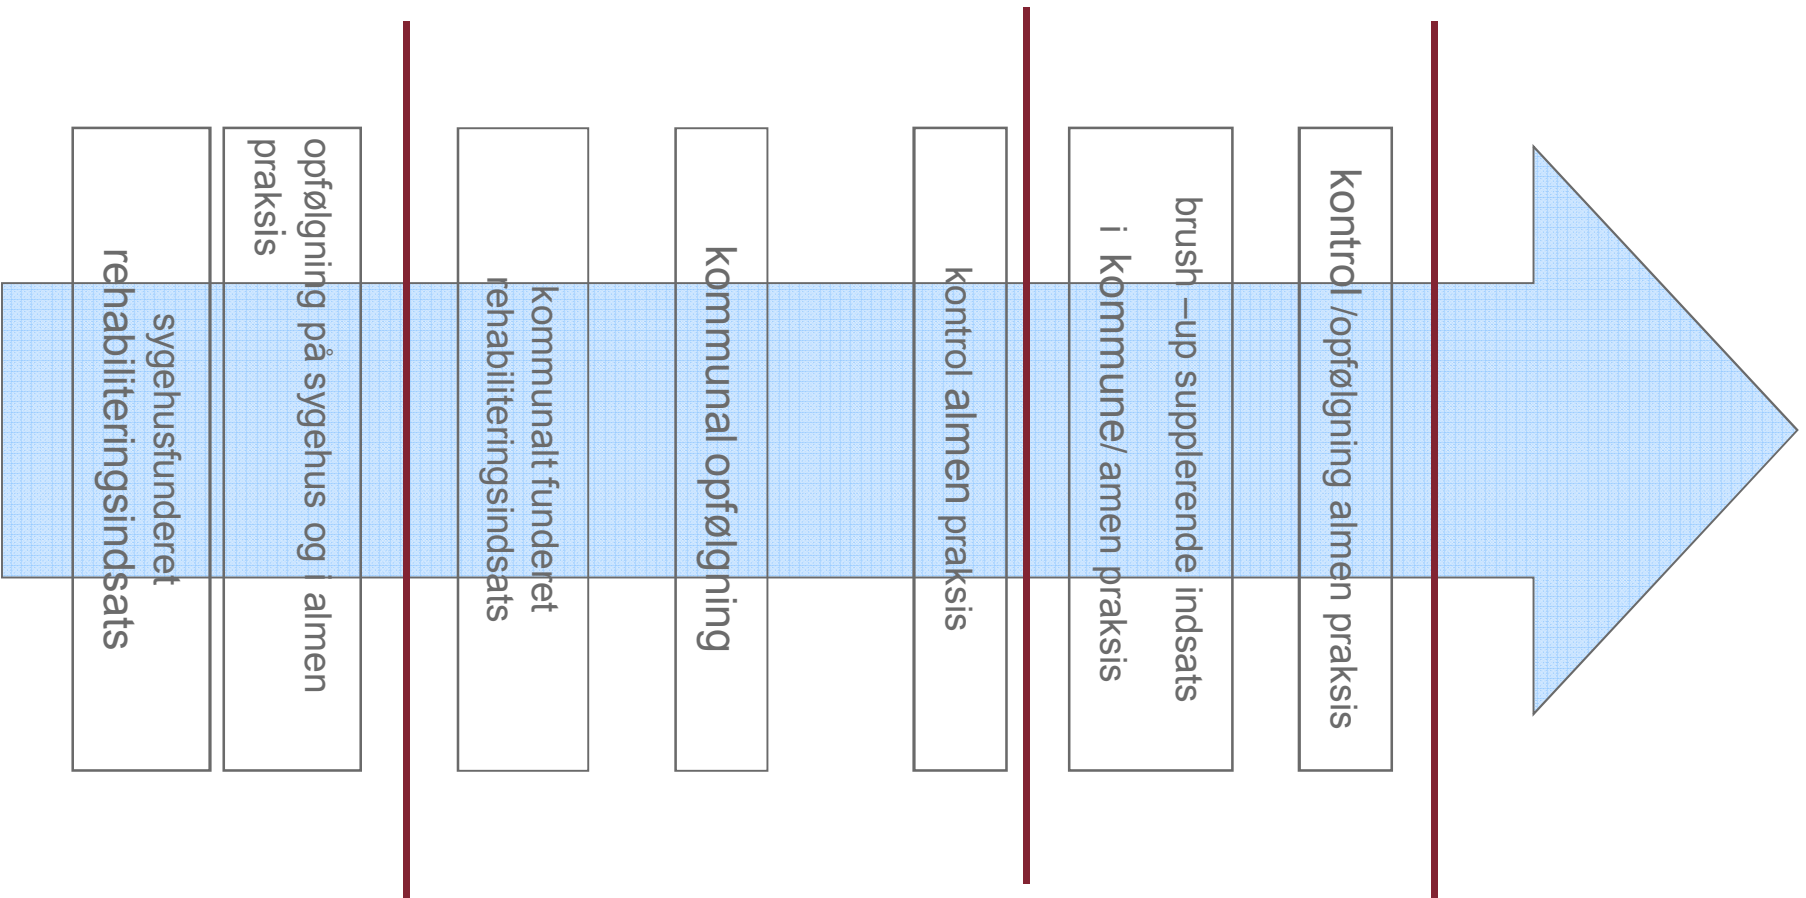 sygehusfunderet
rehabiliteringsindsats
opfølgning på sygehus og i almen
praksis
kommunalt funderet
rehabiliteringsindsats
kommunal opfølgning
kontrol almen praksis
brush –up supplerende indsats
i kommune/ amen praksis
kontrol /opfølgning almen praksis